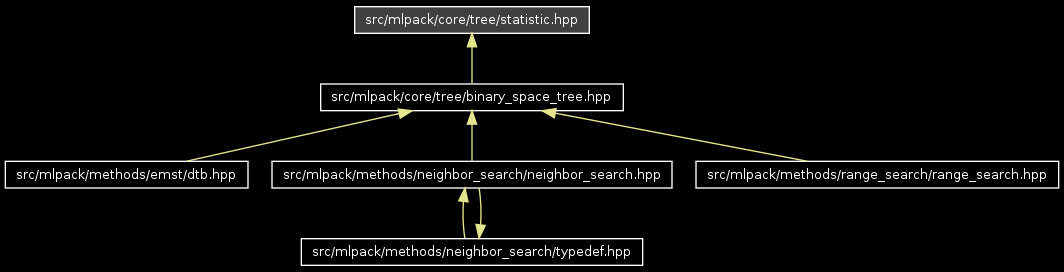 src/mlpack/core/tree/statistic.hpp
src/mlpack/core/tree/binary_space_tree.hpp
src/mlpack/methods/emst/dtb.hpp
src/mlpack/methods/neighbor_search/neighbor_search.hpp
src/mlpack/methods/range_search/range_search.hpp
src/mlpack/methods/neighbor_search/typedef.hpp